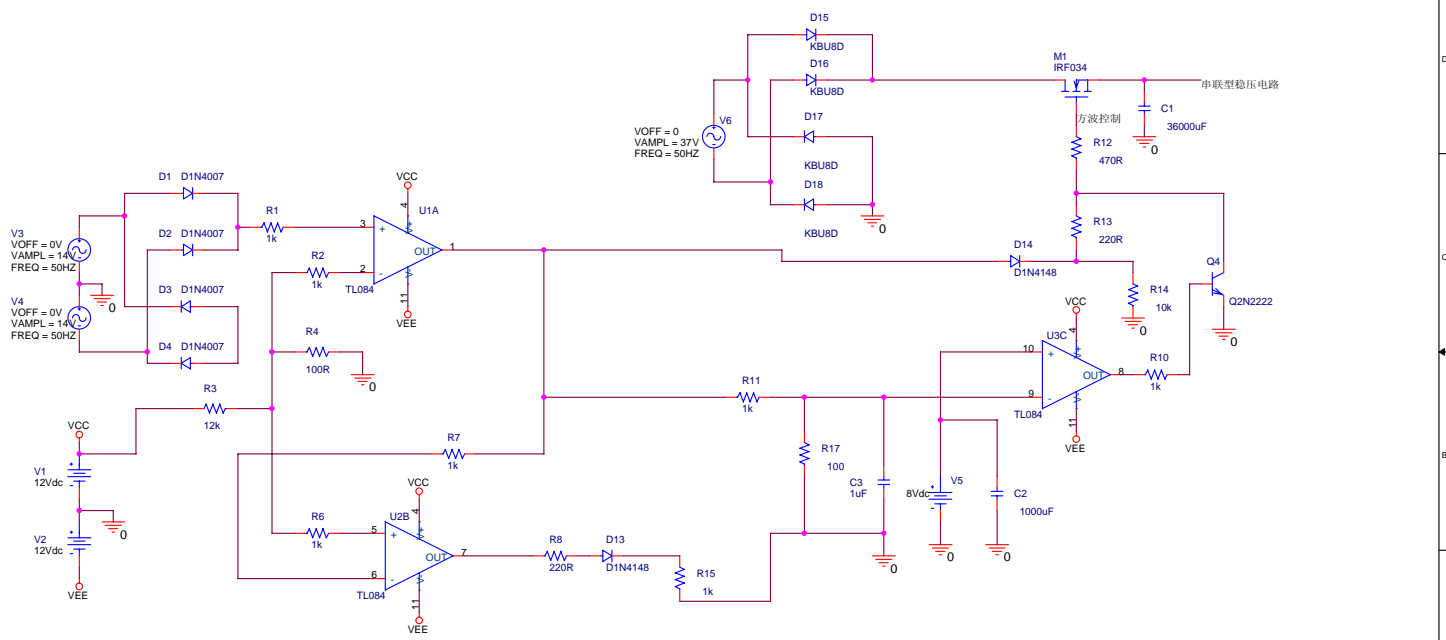 D15
KBU8D
D16
KBU8D
D17
KBU8D
D18
KBU8D
0
V6
VOFF = 0
VAMPL = 37V
FREQ = 50HZ
M1
IRF034
串联型稳压电路
方波控制
C1
36000uF
0
R12
470R
R13
220R
D14
D1N4148
R14
10k
0
Q4
Q2N2222
0
D1 D1N4007
D2 D1N4007
D3 D1N4007
D4 D1N4007
V3
VOFF = 0V
VAMPL = 14V
FREQ = 50HZ
0
V4
VOFF = 0V
VAMPL = 14V
FREQ = 50HZ
R1
1k
R2
1k
VCC
4
U1A
3
+
V+
OUT
1
2
-
V-
TL084
11
VEE
R4
100R
0
R3
12k
VCC
V1
12Vdc
0
V2
12Vdc
VEE
R7
1k
R6
1k
VCC
4
U2B
5
+
V+
OUT
7
6
-
V-
TL084
11
VEE
R8
220R
D13
D1N4148
R15
1k
R11
1k
R17
100
C3
1uF
0
V5
8Vdc
0
C2
1000uF
0
VCC
4
U3C
10
+
V+
OUT
8
9
-
V-
TL084
11
VEE
R10
1k
D
C
B